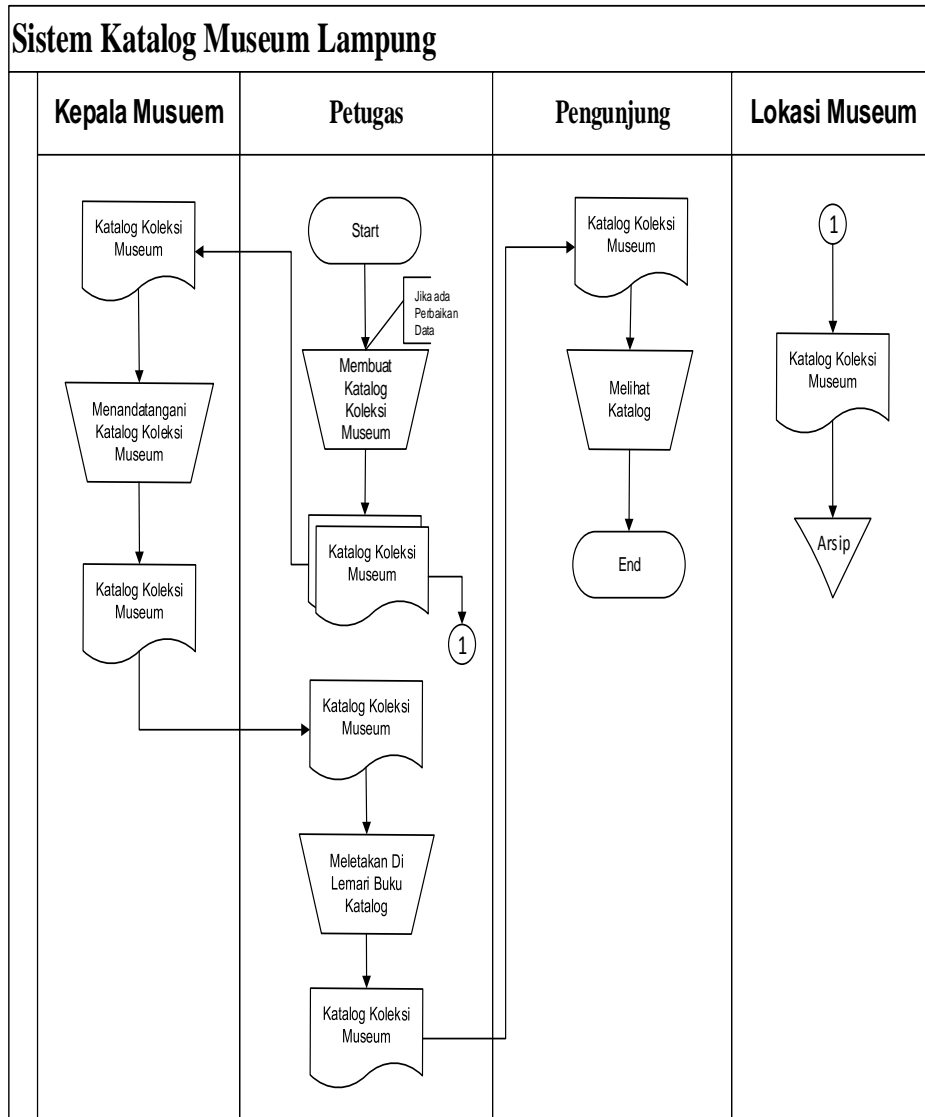 Sistem Katalog Museum Lampung
Kepala Musuem
Petugas
Pengunjung
Lokasi Museum
Katalog Koleksi
Museum
Menandatangani
Katalog Koleksi
Museum
Katalog Koleksi
Museum
Start
Jika ada
Perbaikan
Data
Membuat
Katalog
Koleksi
Museum
Katalog Koleksi
Museum
1
Katalog Koleksi
Museum
Meletakan Di
Lemari Buku
Katalog
Katalog Koleksi
Museum
Katalog Koleksi
Museum
Melihat
Katalog
End
1
Katalog Koleksi
Museum
Arsip